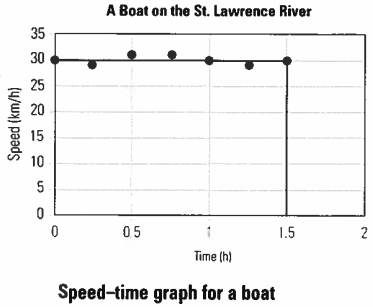 A Boat on the St. Lawrence River
35
30
25
20
15
10
5
0
Speed (km/h)
0 0.5 1 1.5 2
Time (h)
Speed–time graph for a boat